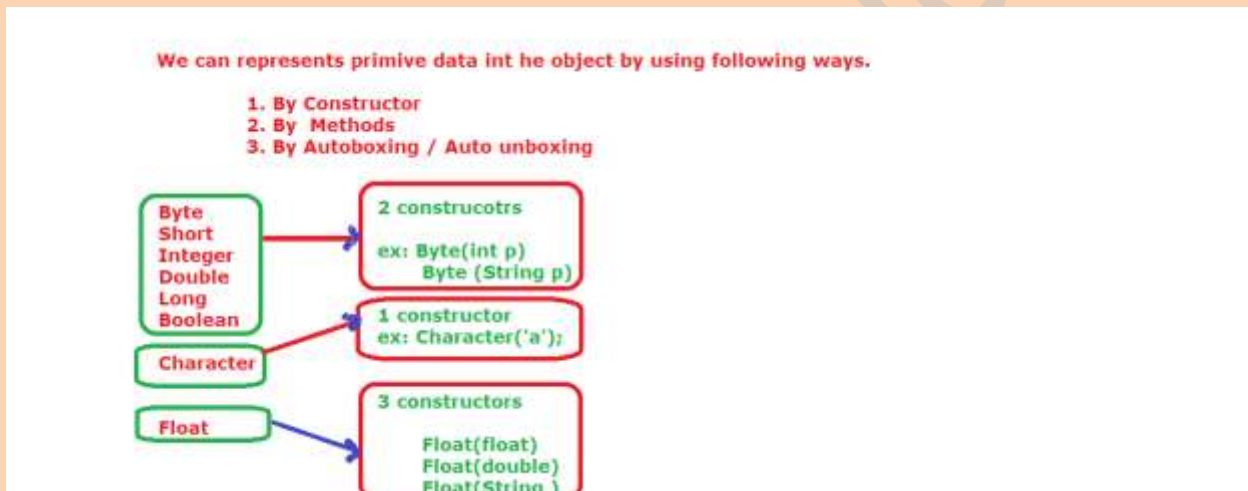 We can represents primive data int he object by using following ways.
1. By Constructor
2. By Methods
3. By Autoboxing / Auto unboxing
Byte
Short
Integer
Double
Long
Boolean
2 construcotrs
ex: Byte(int p)
Byte (String p)
Character
1 constructor
ex: Character('a');
Float
3 constructors
Float(float)
Float(double)
Float(String )